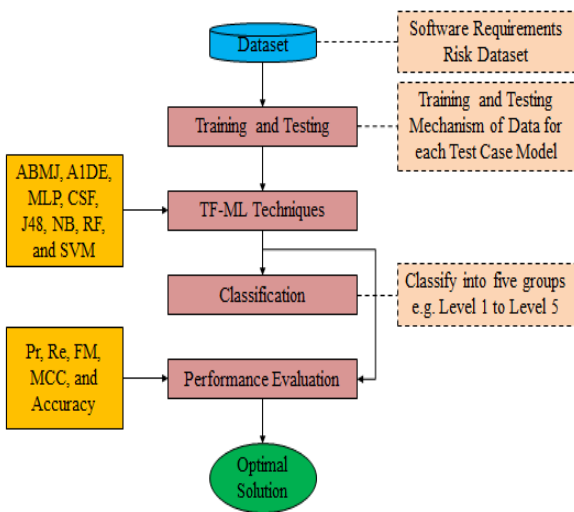 Dataset
Software Requirements
Risk Dataset
Training and Testing
Training and Testing
Mechanism of Data for
each Test Case Model
ABMJ, A1DE,
MLP, CSF,
J48, NB, RF,
and SVM
TF-ML Techniques
Classification
Classify into five groups
e.g. Level 1 to Level 5
Pr, Re, FM,
MCC, and
Accuracy
Performance Evaluation
Optimal
Solution